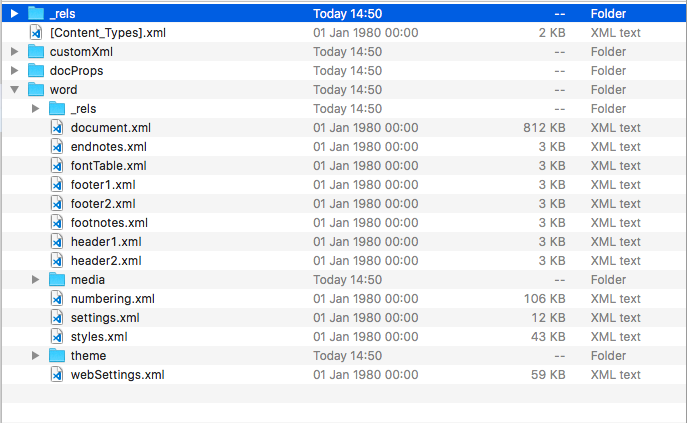 _rels Today 14:50 -- Folder
[Content_Types].xml 01 Jan 1980 00:00 2 KB XML text
customXml Today 14:50 -- Folder
docProps Today 14:50 -- Folder
word Today 14:50 -- Folder
_rels Today 14:50 -- Folder
document.xml 01 Jan 1980 00:00 812 KB XML text
endnotes.xml 01 Jan 1980 00:00 3 KB XML text
fontTable.xml 01 Jan 1980 00:00 3 KB XML text
footer1.xml 01 Jan 1980 00:00 3 KB XML text
footer2.xml 01 Jan 1980 00:00 3 KB XML text
footnotes.xml 01 Jan 1980 00:00 3 KB XML text
header1.xml 01 Jan 1980 00:00 3 KB XML text
header2.xml 01 Jan 1980 00:00 3 KB XML text
media Today 14:50 -- Folder
numbering.xml 01 Jan 1980 00:00 106 KB XML text
settings.xml 01 Jan 1980 00:00 12 KB XML text
styles.xml 01 Jan 1980 00:00 43 KB XML text
theme Today 14:50 -- Folder
webSettings.xml 01 Jan 1980 00:00 59 KB XML text